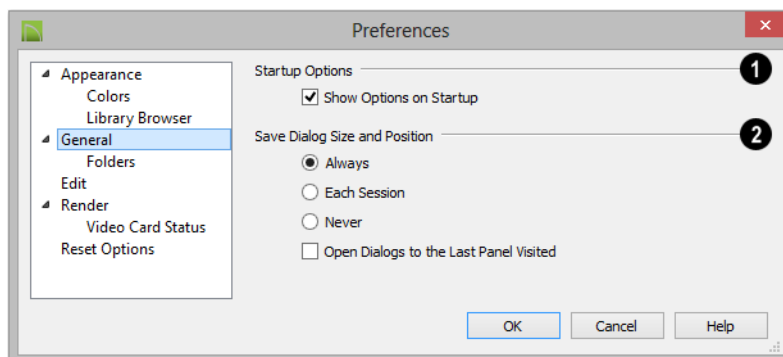 Preferences
Appearance
Colors
Library Browser
General
Folders
Edit
Render
Video Card Status
Reset Options
Startup Options
1
Show Options on Startup
Save Dialog Size and Position
2
Always
Each Session
Never
Open Dialogs to the Last Panel Visited
OK
Cancel
Help